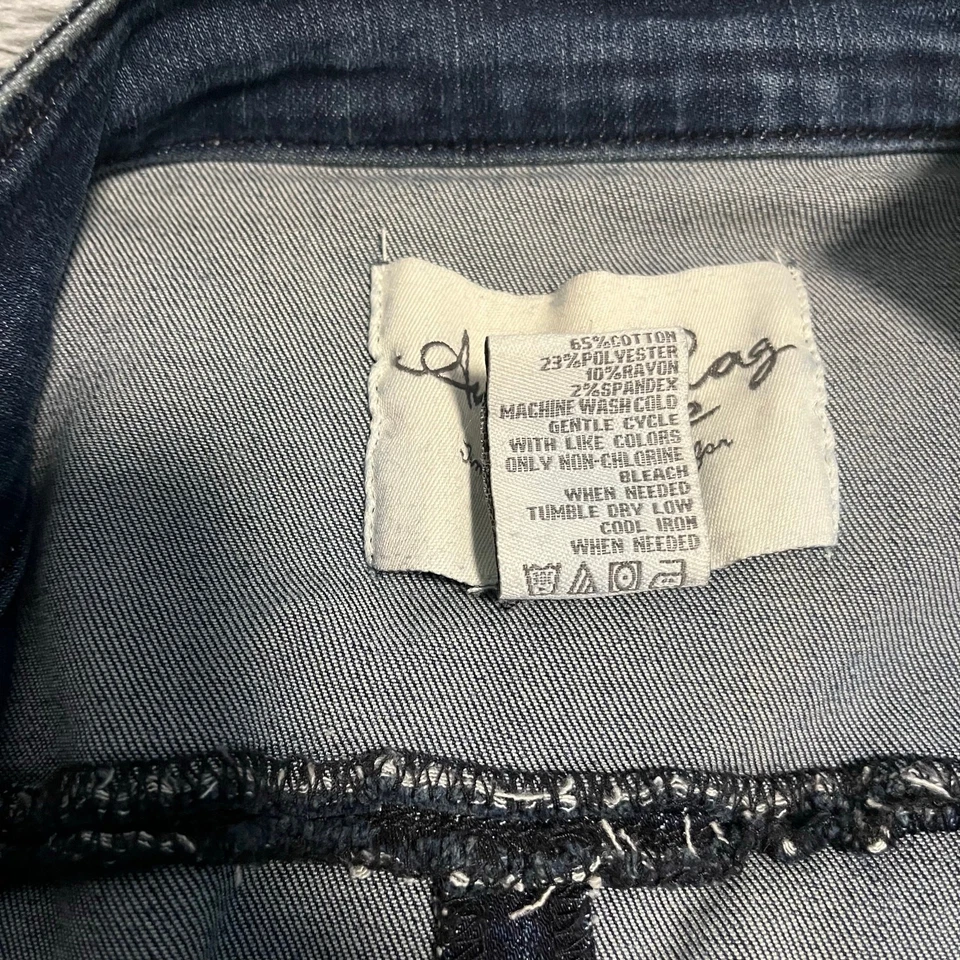 Rag
65%COTTON
23%POLYESTER
10%RAYON
2%SPANDEX
MACHINE WASH COLD
GENTLE CYCLE
WITH LIKE COLORS
ONLY NON-CHLORINE
BLEACH
WHEN NEEDED
TUMBLE DRY LOW
COOL IRON
WHEN NEEDED